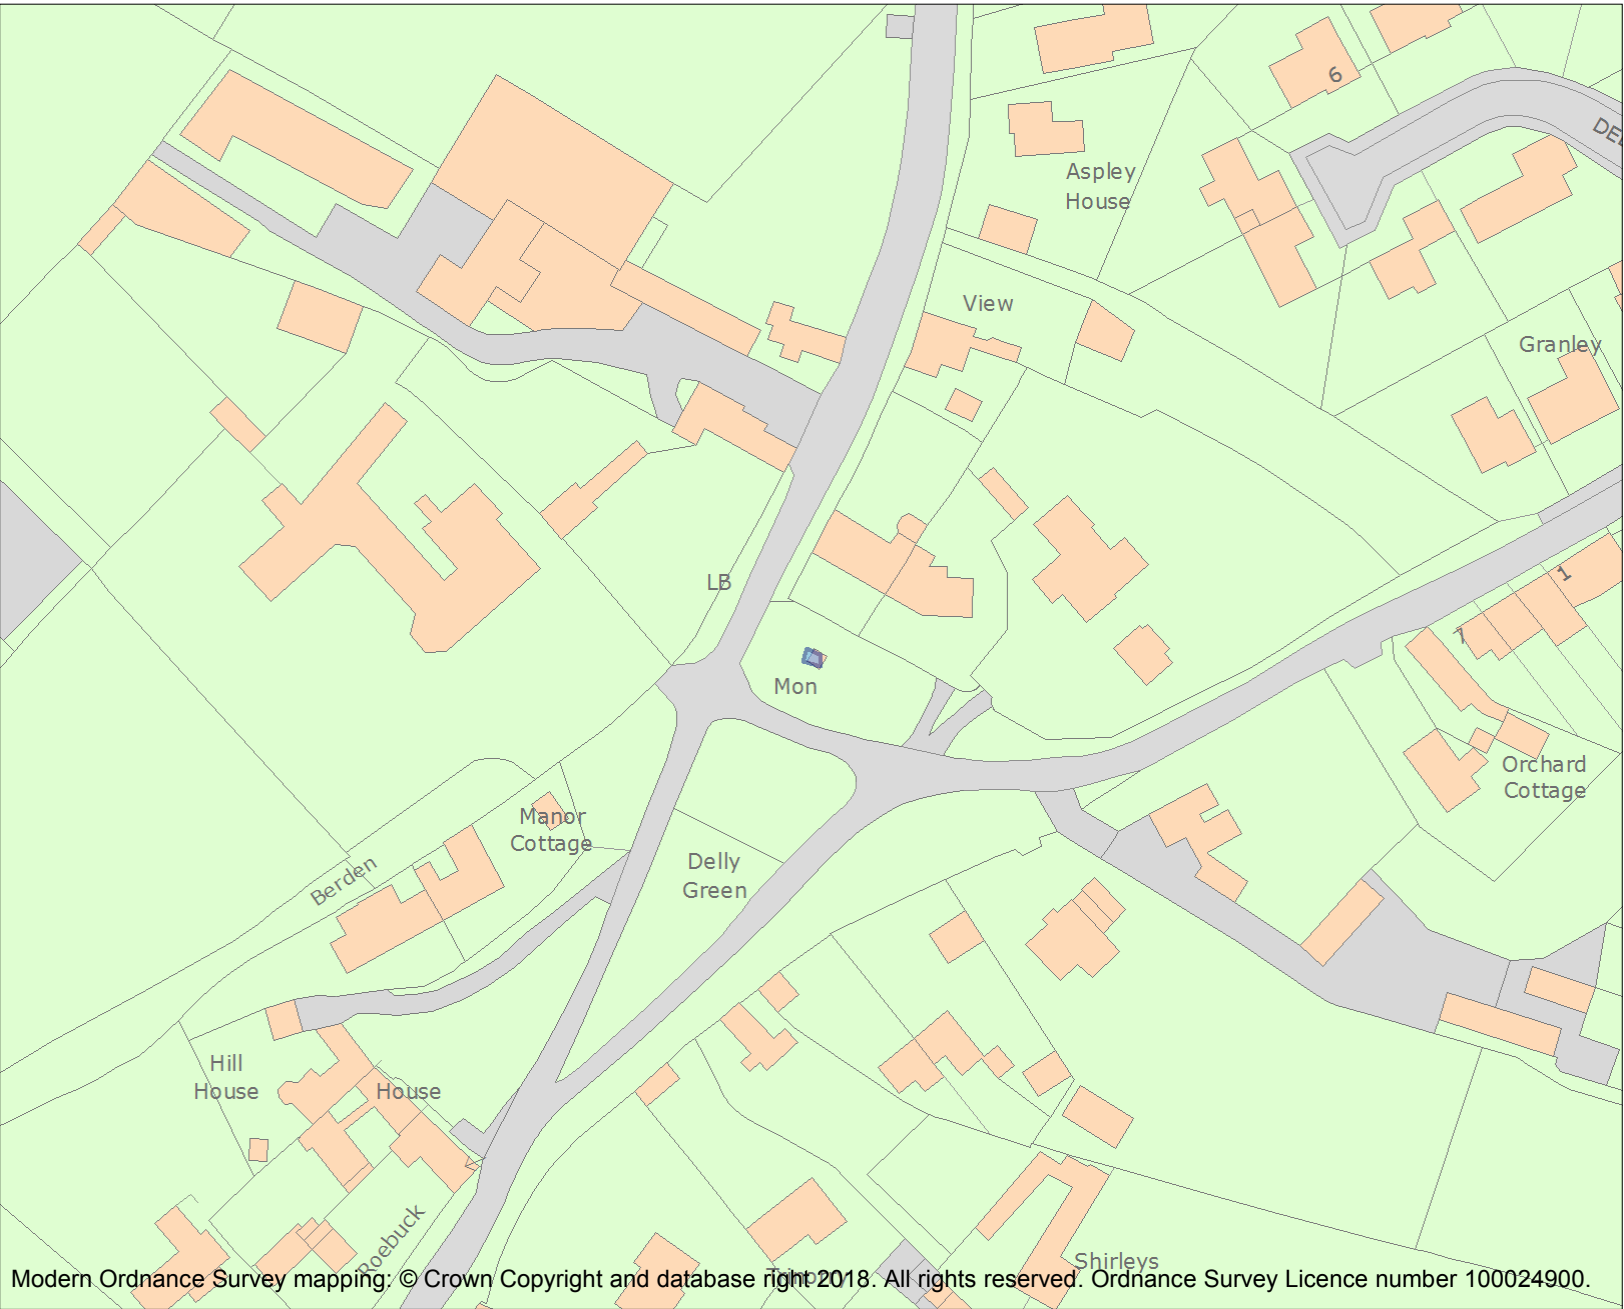 6
DE
Aspley
House
View
Granley
LB
1
7
Mon
Orchard
Cottage
Manor
Cottage
Delly
Green
Berden
Hill
House
House
Roebuck
Shirleys
Modern Ordnance Survey mapping: © Crown Copyright and database right 2018. All rights reserved. Ordnance Survey Licence number 100024900.